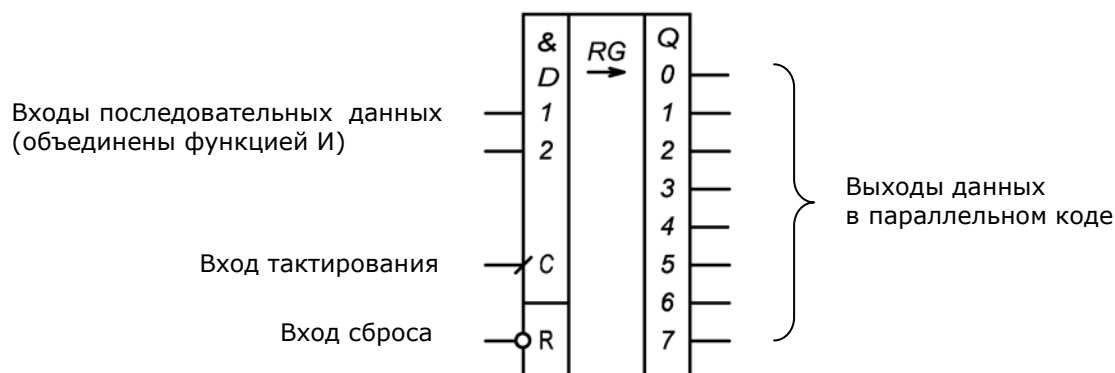 Входы последовательных данных
(объединены функцией И)
Вход тактирования
Вход сброса
&
D
1
2
C
R
RG
Q
0
1
2
3
4
5
6
7
Выходы данных
в параллельном коде